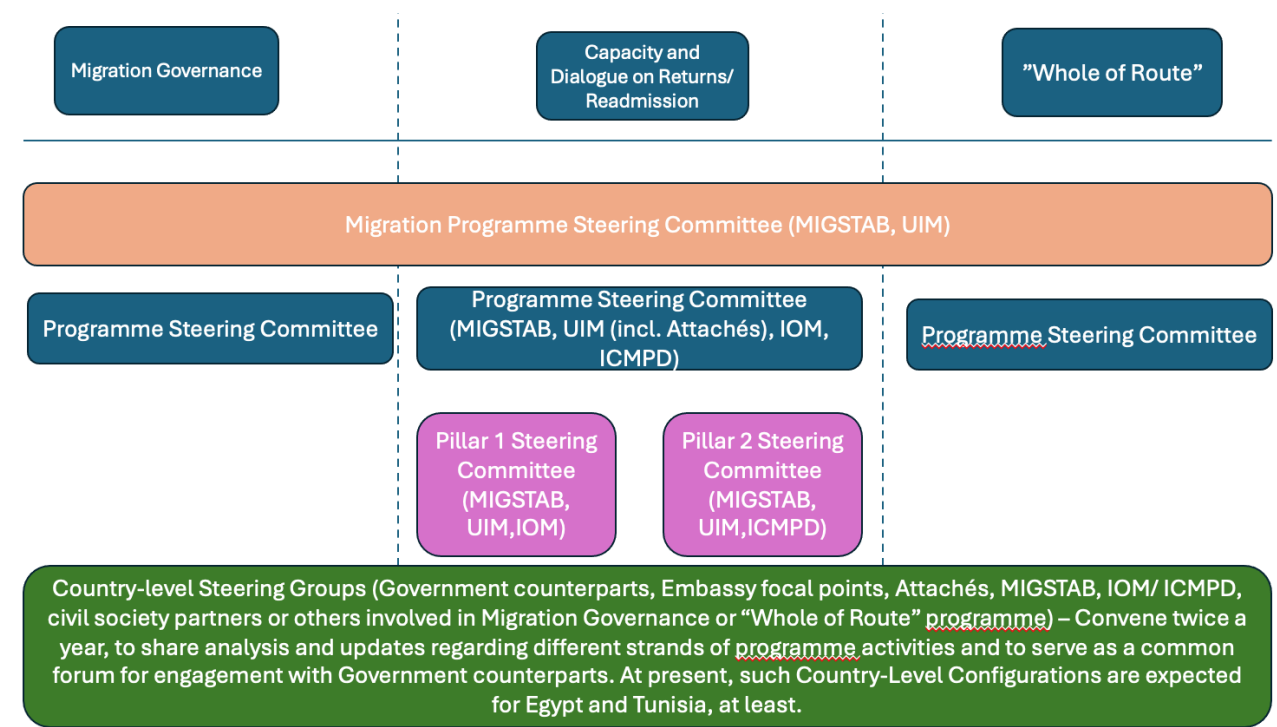 Migration Governance
Capacity and
Dialogue on Returns/
Readmission
”Whole of Route”
Migration Programme Steering Committee (MIGSTAB, UIM)
Programme Steering Committee
Programme Steering Committee
(MIGSTAB, UIM (incl. Attachés), IOM,
ICMPD)
Programme Steering Committee
Pillar 1 Steering
Committee
(MIGSTAB,
UIM,IOM)
Pillar 2 Steering
Committee
(MIGSTAB,
UIM,ICMPD)
Country-level Steering Groups (Government counterparts, Embassy focal points, Attachés, MIGSTAB, IOM/ ICMPD,
civil society partners or others involved in Migration Governance or “Whole of Route” programme) – Convene twice a
year, to share analysis and updates regarding different strands of programme activities and to serve as a common
forum for engagement with Government counterparts. At present, such Country-Level Configurations are expected
for Egypt and Tunisia, at least.